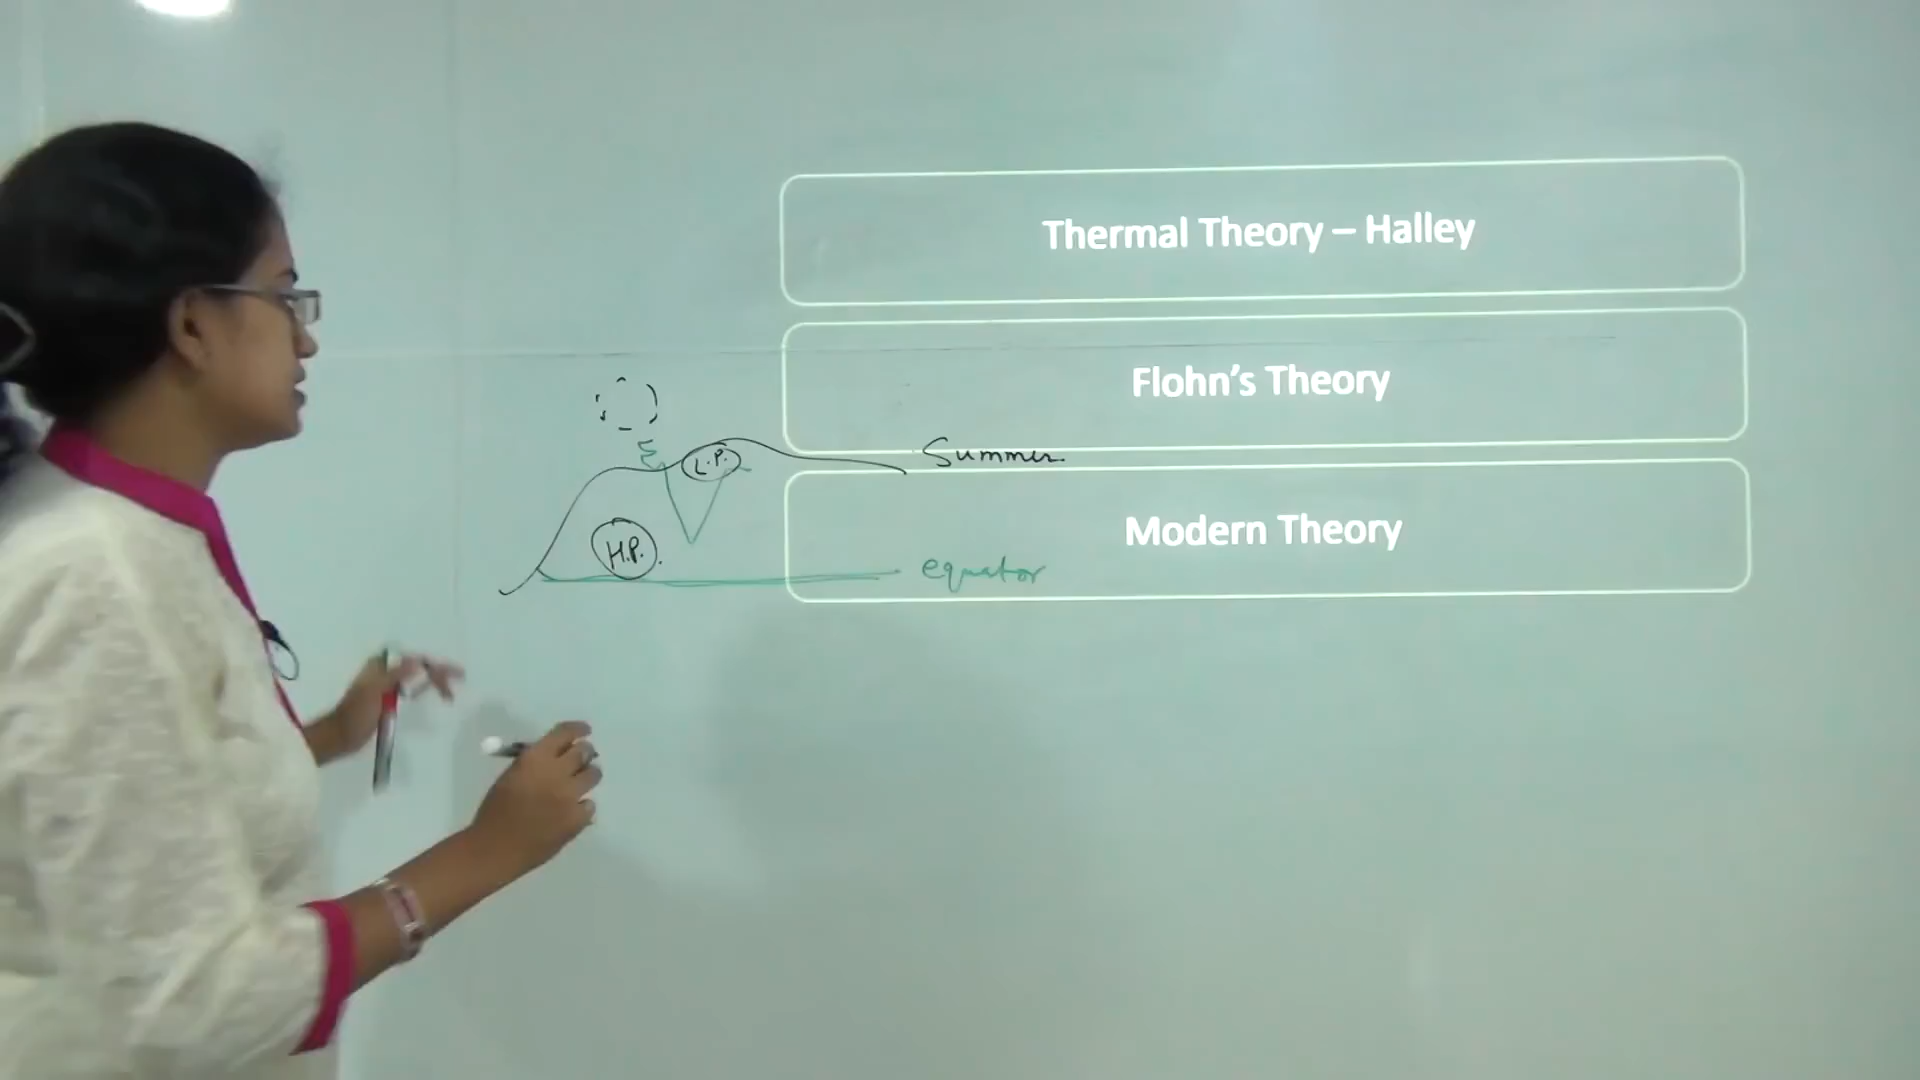 Thermal Theory – Halley
Flohn's Theory
Summer
L.P.
Modern Theory
H.P.
equator